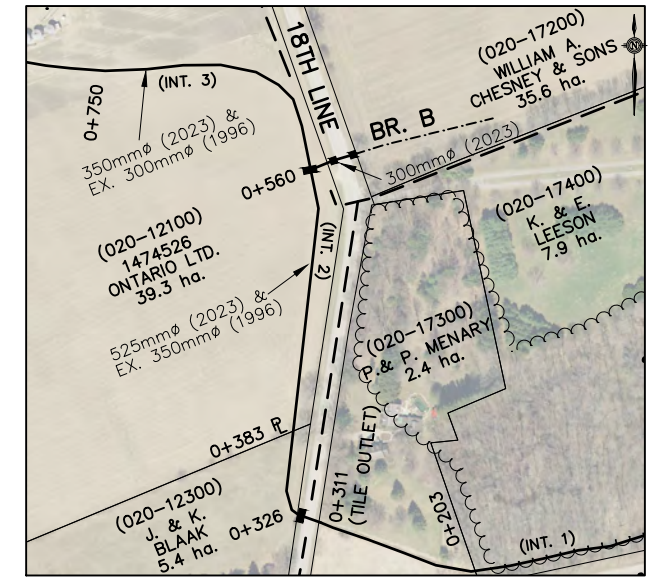 18TH LINE
(020-17200)
WILLIAM A.
CHESNEY & SONS
35.6 ha.
N
(INT. 3)
0+750
350mmø (2023) &
EX. 300mmø (1996)
BR. B
300mmø (2023)
0+560
(020-17400)
K. & E.
LEESON
7.9 ha.
(020-12100)
1474526
ONTARIO LTD.
39.3 ha.
(INT. 2)
525mmø (2023) &
EX. 350mmø (1996)
(020-17300)
P.& P. MENARY
2.4 ha.
0+383 PL
0+311
(TILE OUTLET)
0+203
(020-12300)
J. & K.
BLAAK
5.4 ha.
0+326
(INT. 1)